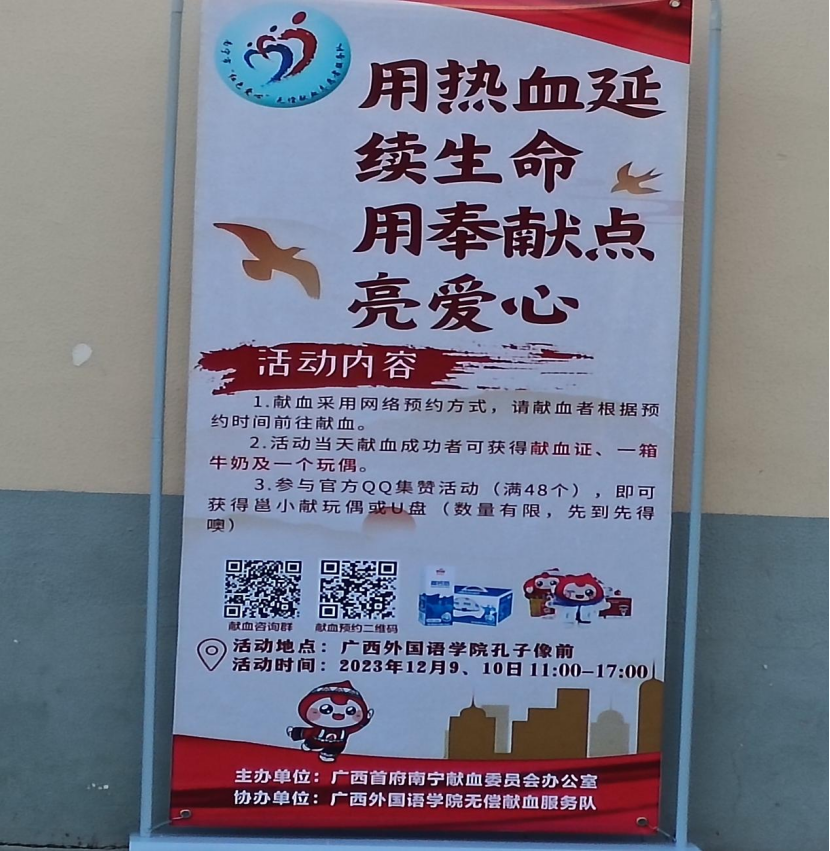 用热血延
续生命
用奉献点
亮爱心
活动内容
1.献血采用网络预约方式，请献血者根据预
约时间前往献血。
2.活动当天献血成功者可获得献血证、一箱
牛奶及一个玩偶。
3.参与官方QQ集赞活动（满48个），即可
获得邕小献玩偶或U盘（数量有限，先到先得
噢）
献血咨询群 献血预约二维码
活动地点：广西外国语学院孔子像前
活动时间：2023年12月9、10日 11:00-17:00
主办单位：广西首府南宁献血委员会办公室
协办单位：广西外国语学院无偿献血服务队